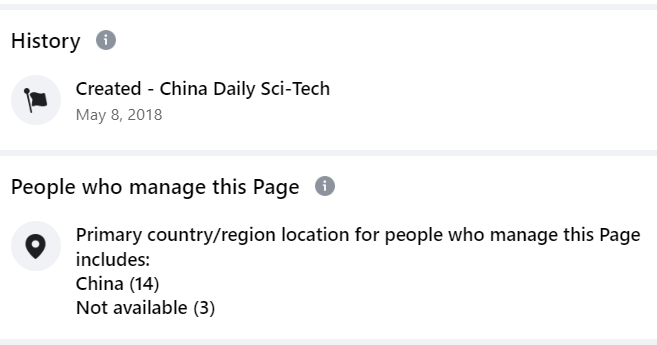 History
Created - China Daily Sci-Tech
May 8, 2018
People who manage this Page
Primary country/region location for people who manage this Page
includes:
China (14)
Not available (3)